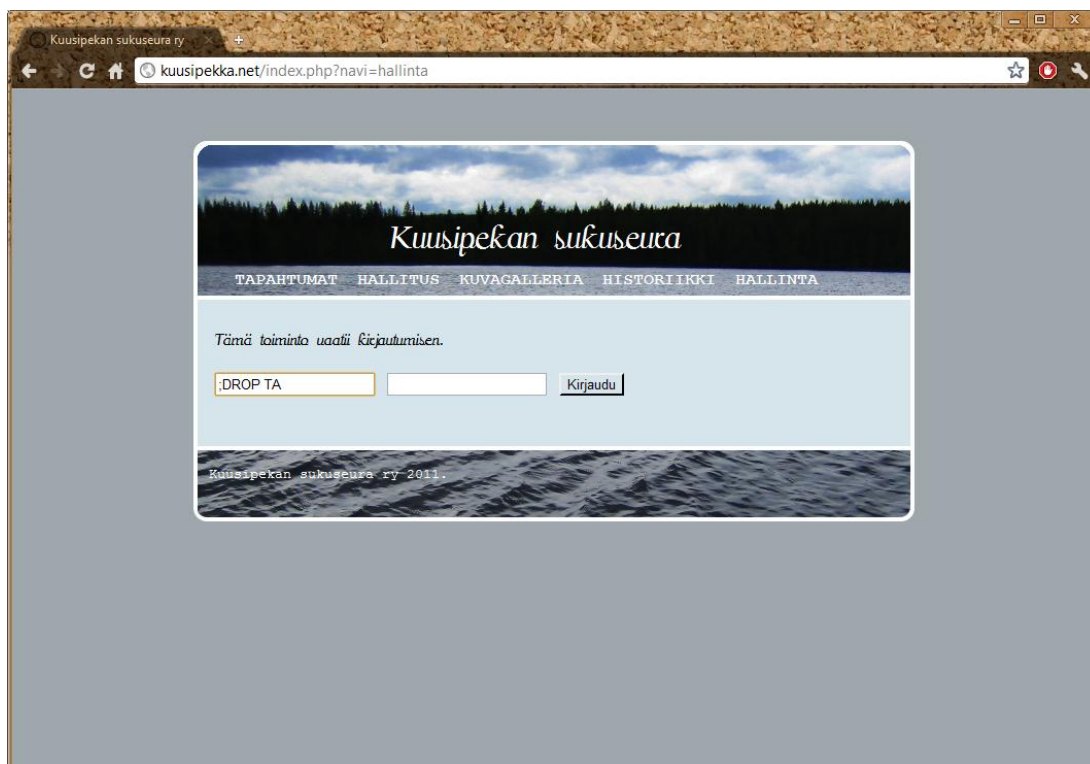 Kuusipekan sukuseura ry
kuusipekka.net/index.php?navi=hallinta
Kuusipekan sukuseura
TAPAHTUMAT HALLITUS KUVAGALLERIA HISTORIIKKI HALLINTA
Tämä toiminto vaatii kirjautumisen.
;DROP TA Kirjaudu
Kuusipekan sukuseura ry 2011.